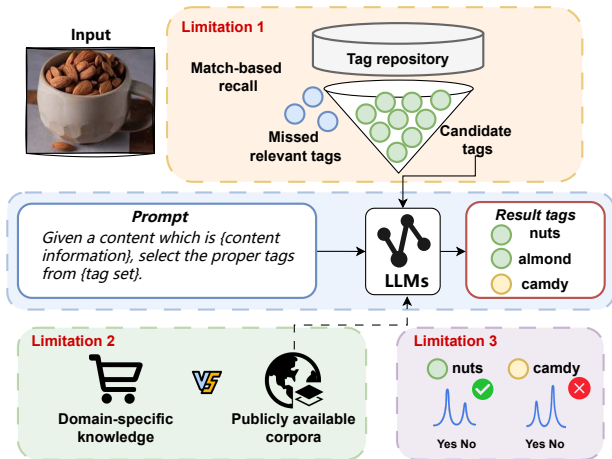 Input
Limitation 1
Tag repository
Match-based
recall
Missed
relevant tags
Candidate
tags
Prompt
Given a content which is {content
information}, select the proper tags
from {tag set}.
LLMs
Result tags
nuts
almond
camdy
Limitation 2
VS
Domain-specific
knowledge
Publicly available
corpora
Limitation 3
nuts
camdy
Yes No
Yes No